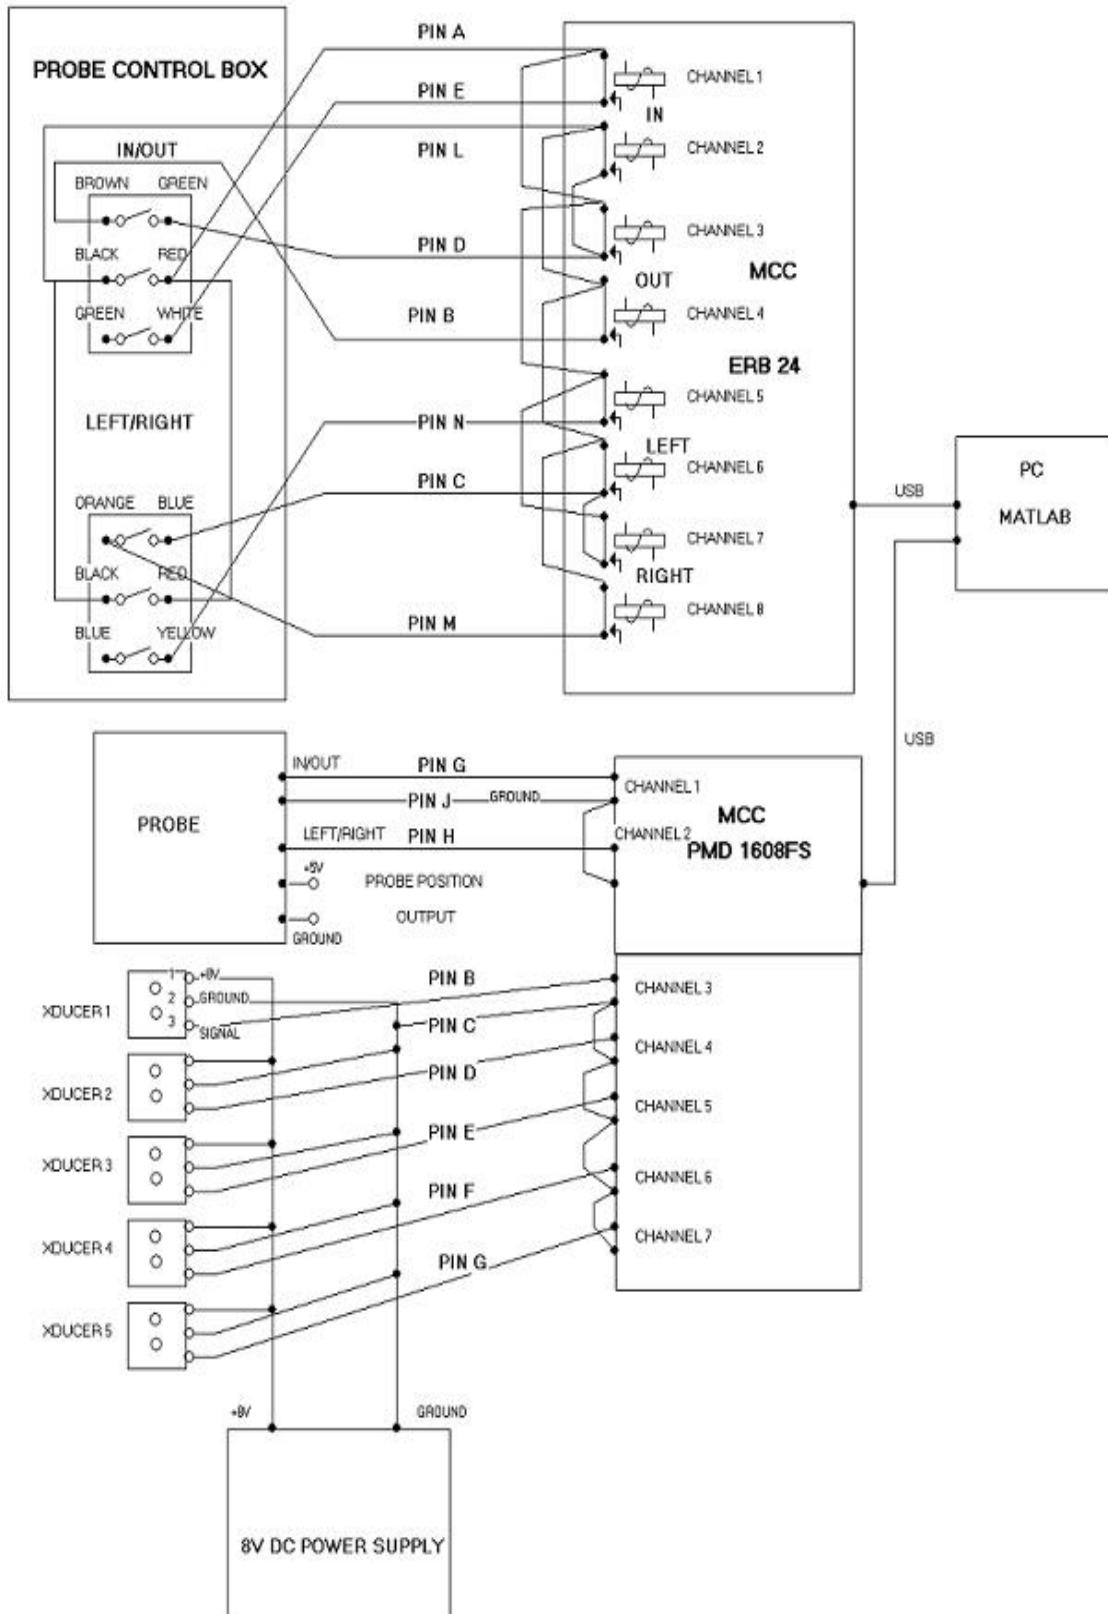 PROBE CONTROL BOX
PIN A
CHANNEL 1
PIN E
IN
IN/OUT
PIN L
CHANNEL 2
BROWN GREEN
CHANNEL 3
PIN D
BLACK RED
OUT
MCC
GREEN WHITE
PIN B
CHANNEL 4
ERB 24
CHANNEL 5
LEFT/RIGHT
PIN N
LEFT
CHANNEL 6
PIN C
ORANGE BLUE
CHANNEL 7
BLACK RED
RIGHT
CHANNEL 8
PIN M
BLUE YELLOW
USB
PC
MATLAB
USB
PROBE
IN/OUT
PIN G
CHANNEL 1
PIN J
GROUND
MCC
LEFT/RIGHT
PIN H
CHANNEL 2
PMD 1608FS
+5V
PROBE POSITION
OUTPUT
GROUND
XDUCER 1
1 +8V
2 GROUND
3 SIGNAL
PIN B
CHANNEL 3
PIN C
CHANNEL 4
XDUCER 2
PIN D
CHANNEL 5
PIN E
XDUCER 3
CHANNEL 6
PIN F
CHANNEL 7
XDUCER 4
PIN G
XDUCER 5
+8V
GROUND
8V DC POWER SUPPLY